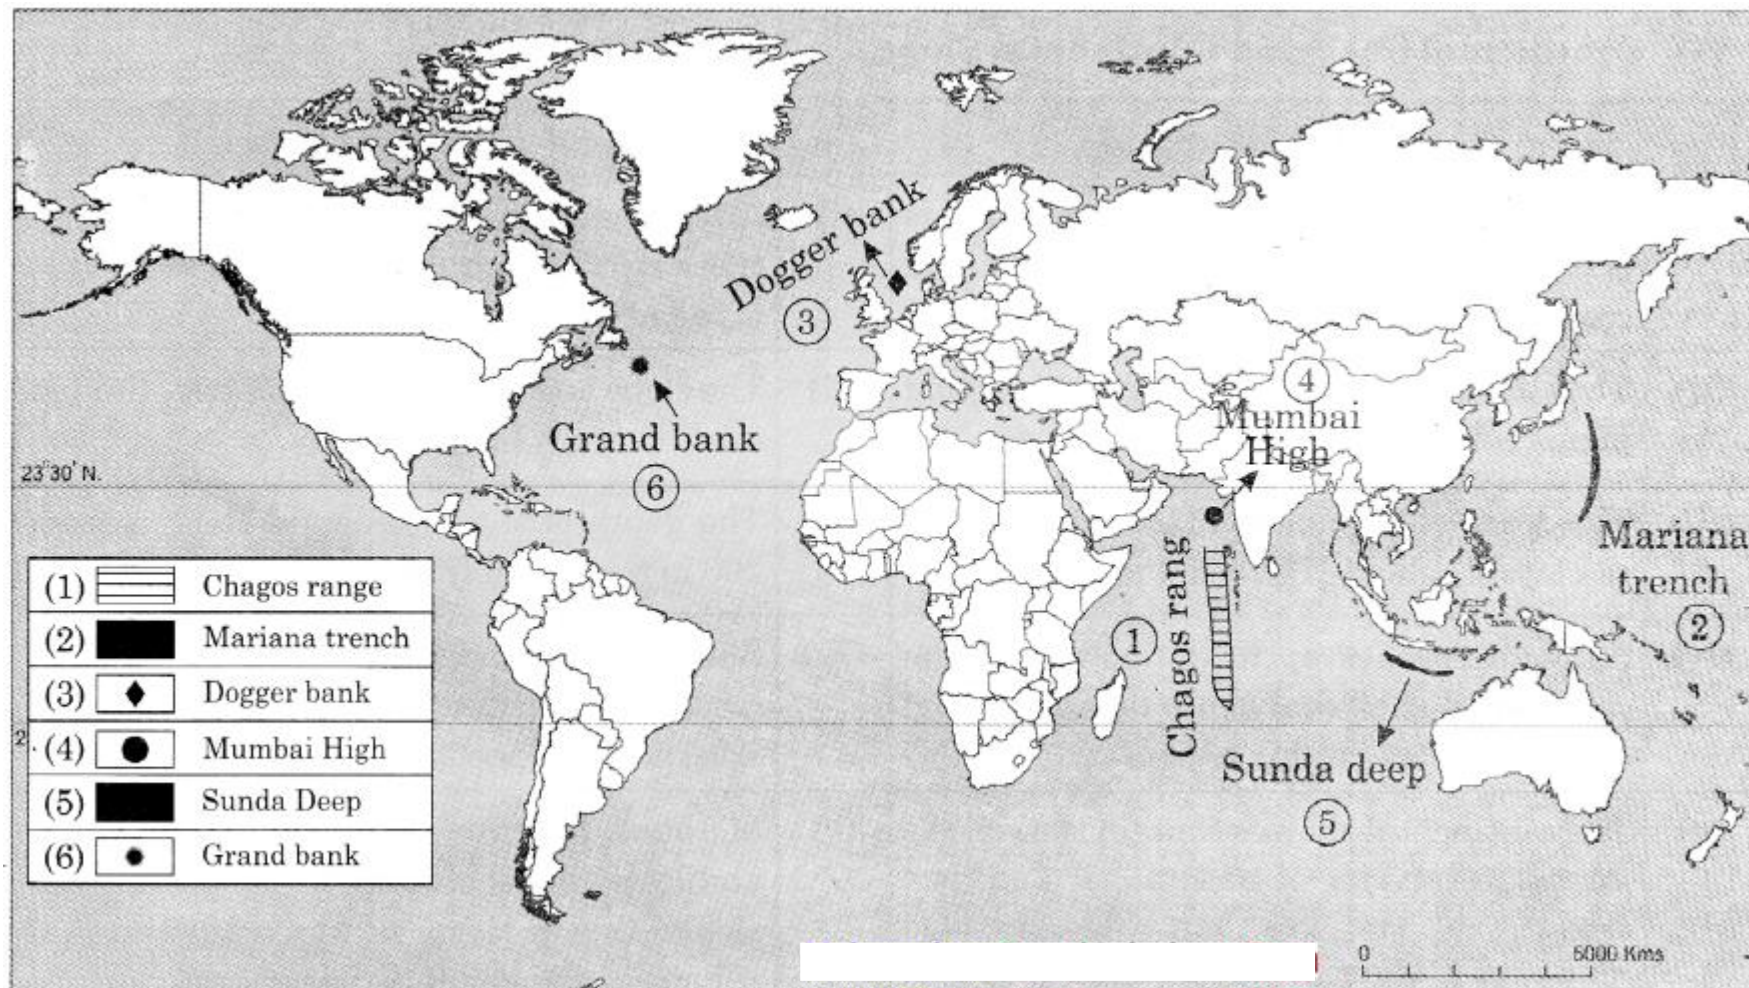 Dogger bank
③
④
Mumbai
High
Grand bank
⑥
23°30' N.
Mariana
trench
②
Chagos rang
①
(1) Chagos range
(2) Mariana trench
(3) Dogger bank
(4) Mumbai High
(5) Sunda Deep
(6) Grand bank
2
Sunda deep
⑤
0 5000 Kms